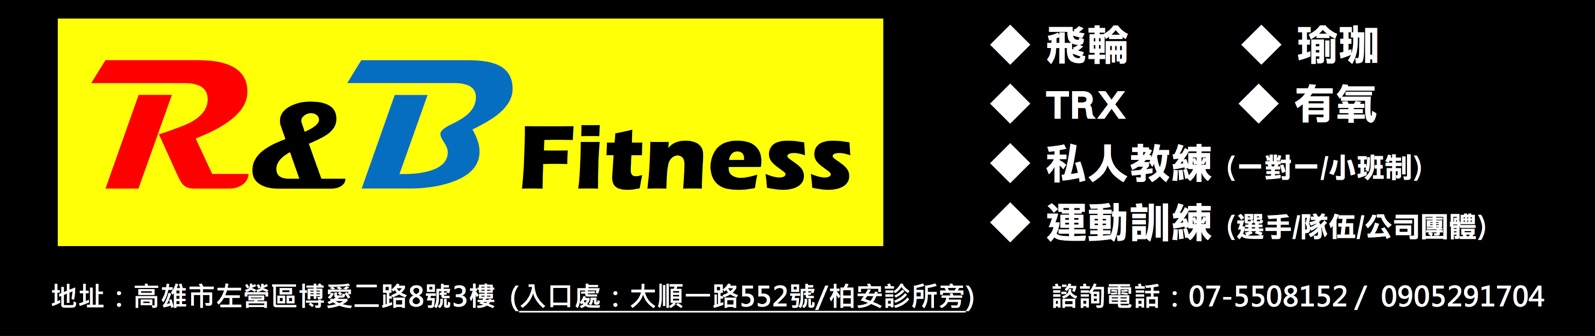 R&B Fitness
◆ 飛輪 ◆ 瑜珈
◆ TRX ◆ 有氧
◆ 私人教練 (一對一/小班制)
◆ 運動訓練 (選手/隊伍/公司團體)
地址：高雄市左營區博愛二路8號3樓 (入口處：大順一路552號/柏安診所旁) 諮詢電話：07-5508152 / 0905291704